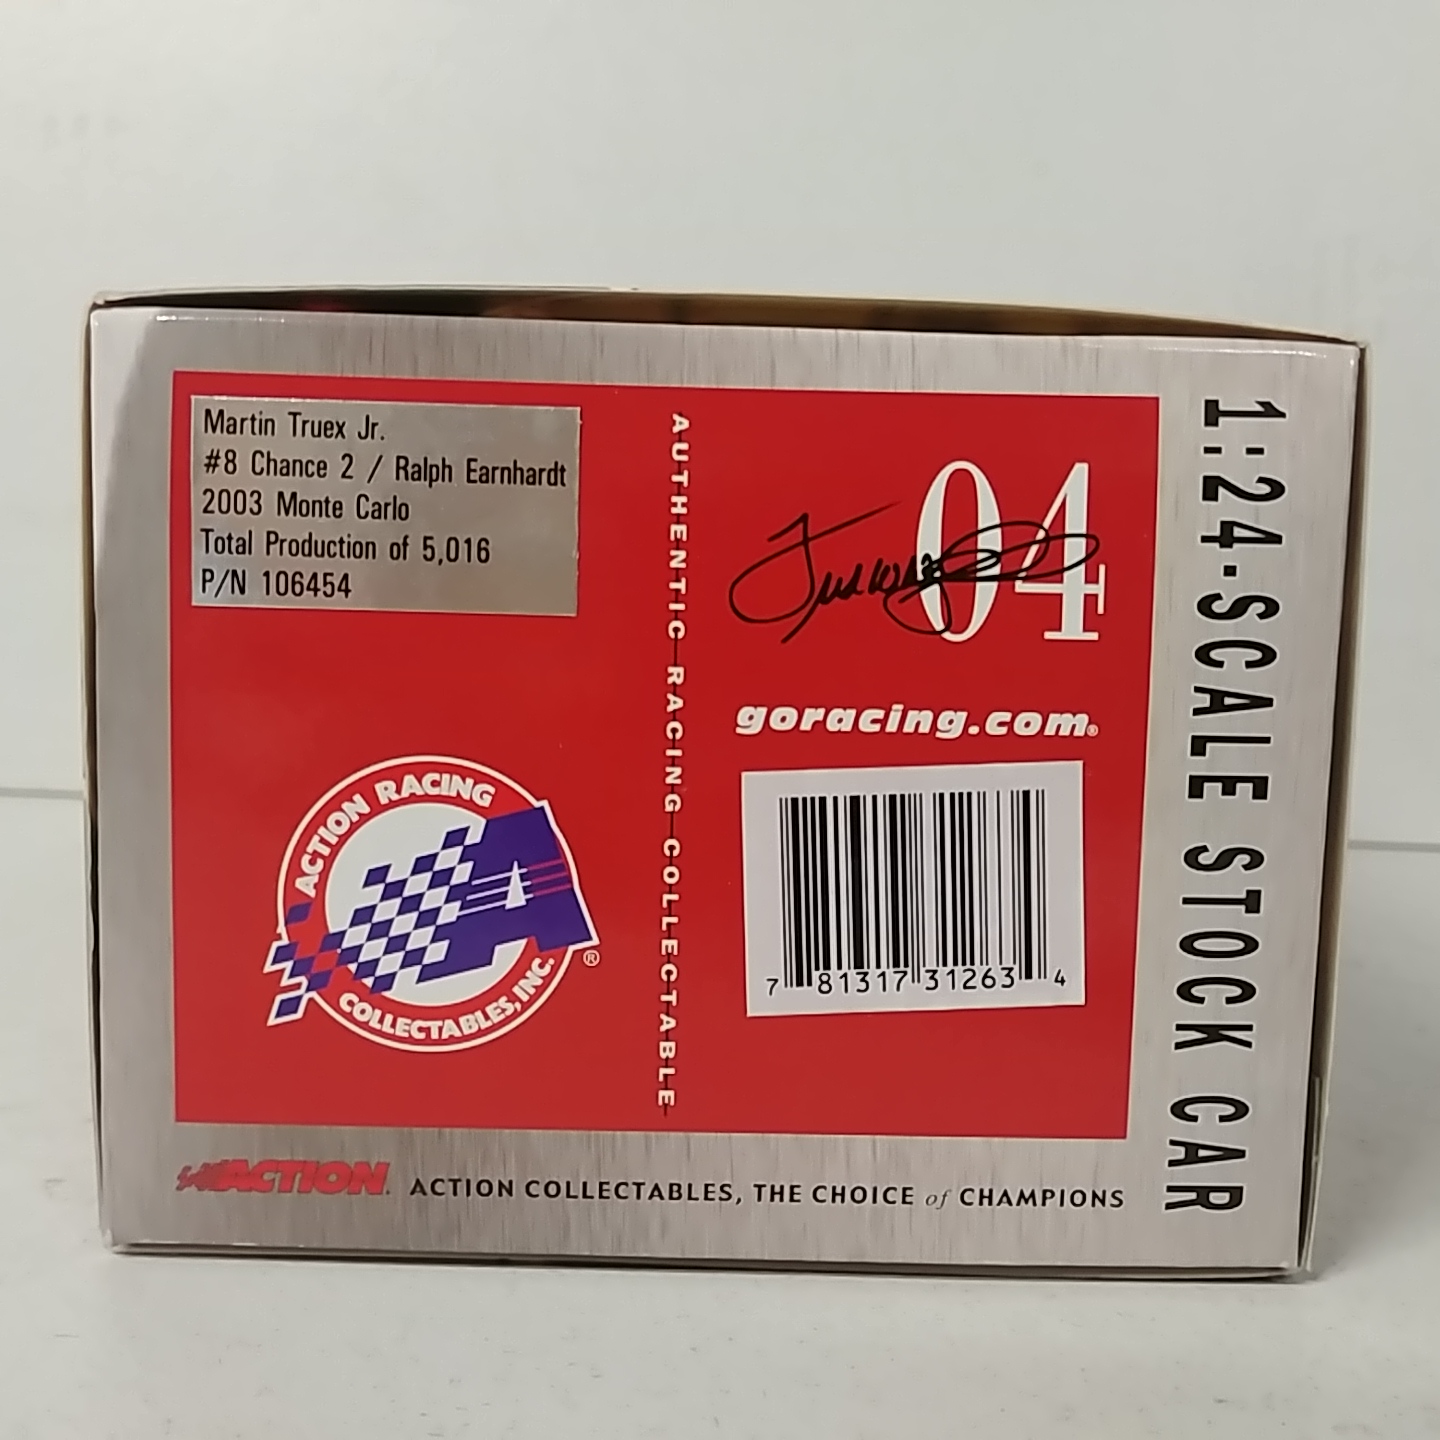 Martin Truex Jr.
#8 Chance 2 / Ralph Earnhardt
2003 Monte Carlo
Total Production of 5,016
P/N 106454
ACTION RACING
COLLECTABLES, INC.
®
AUTHENTIC RACING COLLECTABLE
04
goracing.com®
7 81317 31263 4
1:24-SCALE STOCK CAR
ACTION. ACTION COLLECTABLES, THE CHOICE of CHAMPIONS